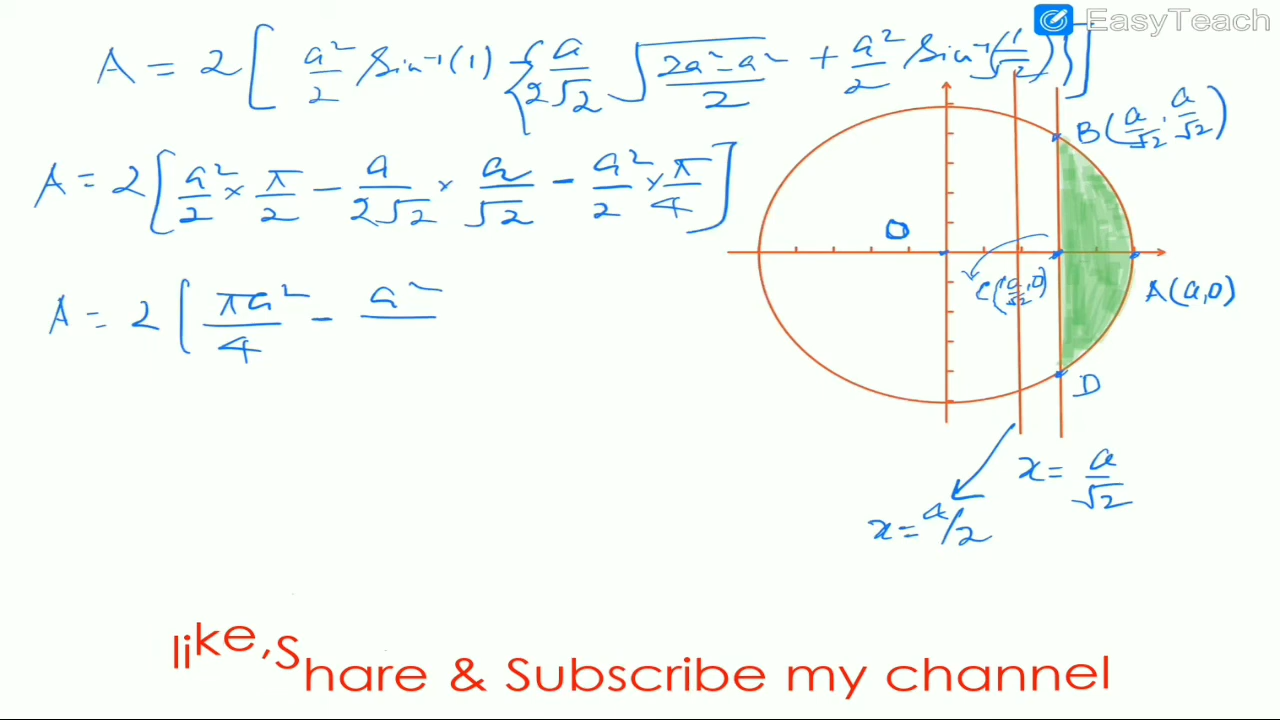 EasyTeach
A = 2 [ a²/2 Sin⁻¹(1) - { a/2√2 √(2a²-a²)/2 + a²/2 Sin⁻¹(1/√2) } ]
B (a/√2, a/√2)
A = 2 [ a²/2 × π/2 - a/2√2 × a/√2 - a²/2 × π/4 ]
O
C (a/√2, 0)
A (a,0)
A = 2 [ πa²/4 - a²
D
x = a/√2
x = a/2
like,Share & Subscribe my channel